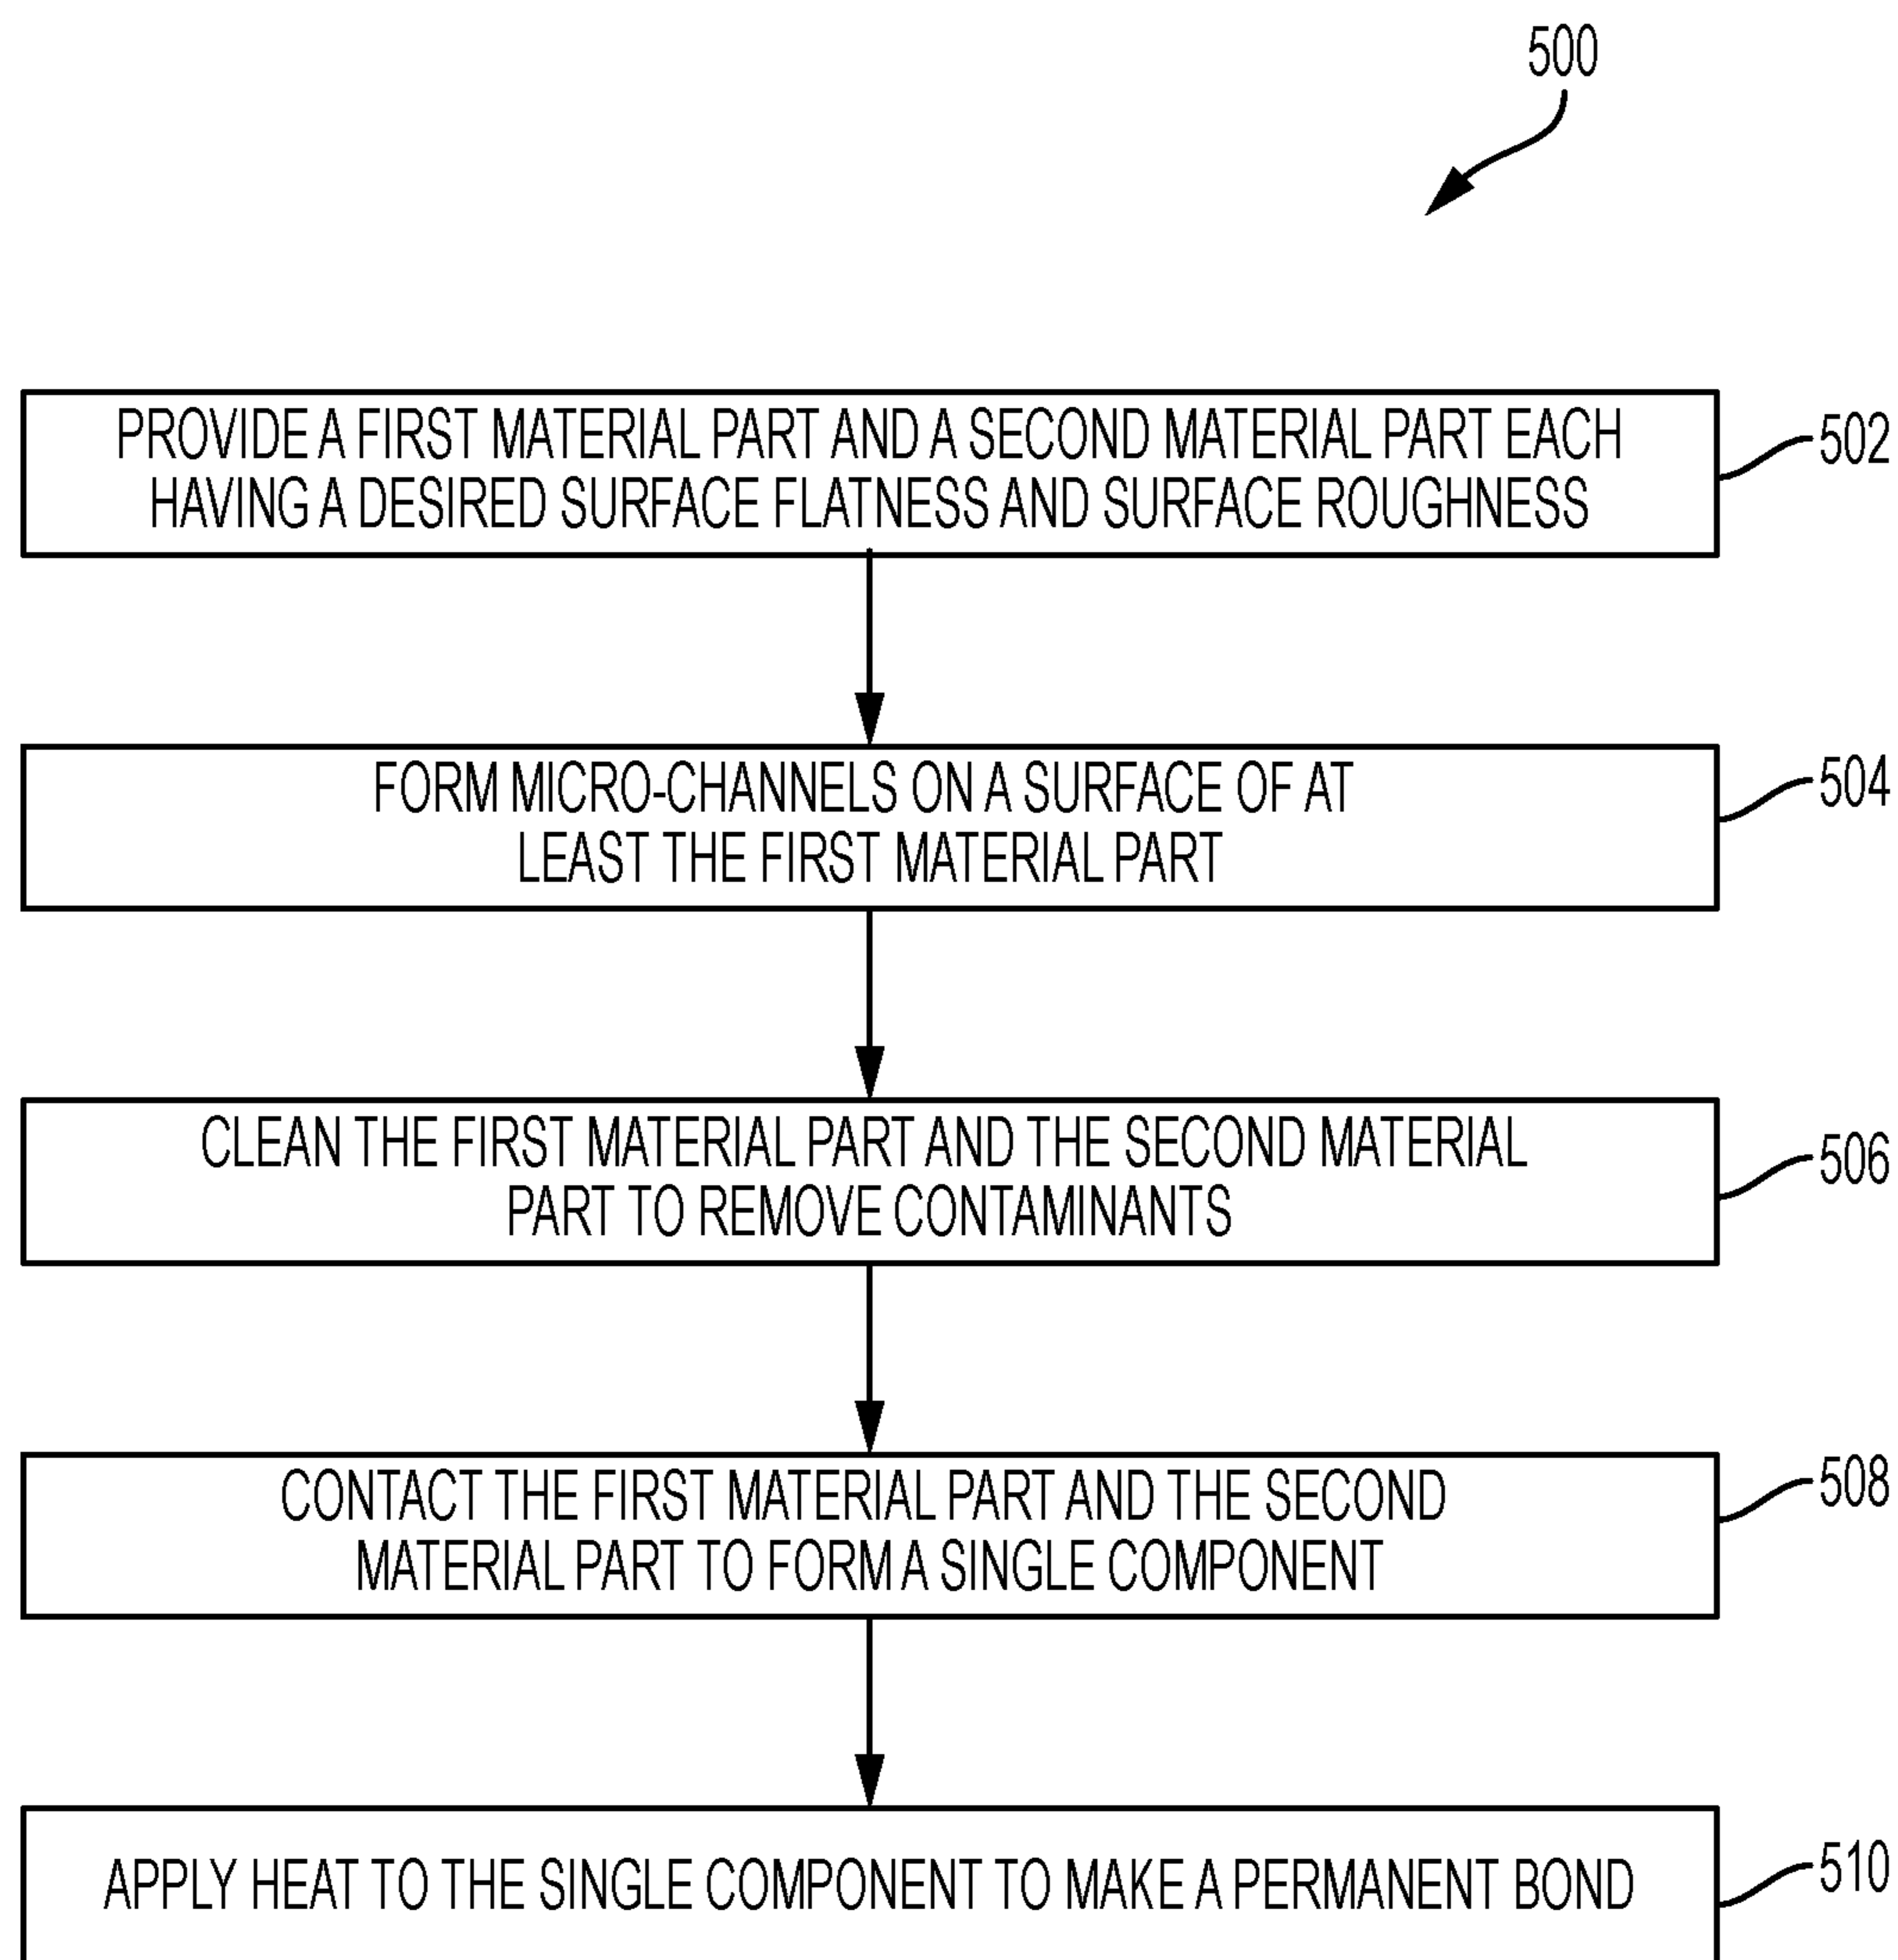 500
PROVIDE A FIRST MATERIAL PART AND A SECOND MATERIAL PART EACH
HAVING A DESIRED SURFACE FLATNESS AND SURFACE ROUGHNESS
502
FORM MICRO-CHANNELS ON A SURFACE OF AT
LEAST THE FIRST MATERIAL PART
504
CLEAN THE FIRST MATERIAL PART AND THE SECOND MATERIAL
PART TO REMOVE CONTAMINANTS
506
CONTACT THE FIRST MATERIAL PART AND THE SECOND
MATERIAL PART TO FORM A SINGLE COMPONENT
508
APPLY HEAT TO THE SINGLE COMPONENT TO MAKE A PERMANENT BOND
510